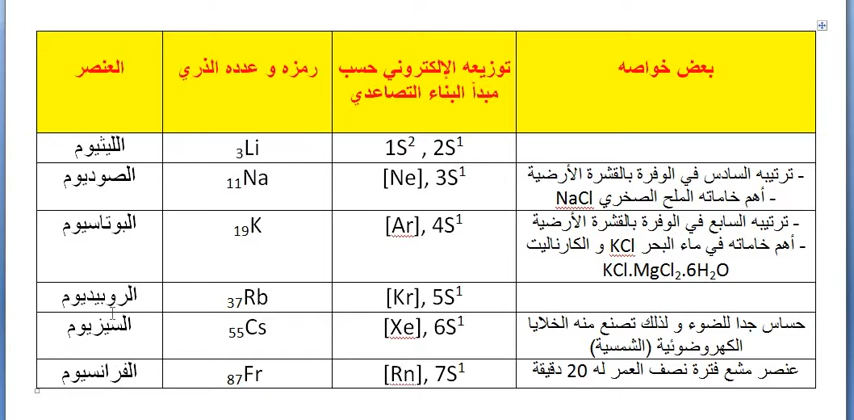 العنصر
رمزه و عدده الذري
توزيعه الإلكتروني حسب
مبدأ البناء التصاعدي
بعض خواصه
الليثيوم
₃Li
1S² , 2S¹
الصوديوم
₁₁Na
[Ne], 3S¹
- ترتيبه السادس في الوفرة بالقشرة الأرضية
- أهم خاماته الملح الصخري NaCl
البوتاسيوم
₁₉K
[Ar], 4S¹
- ترتيبه السابع في الوفرة بالقشرة الأرضية
- أهم خاماته في ماء البحر KCl و الكارناليت
KCl.MgCl₂.6H₂O
الروبيديوم
₃₇Rb
[Kr], 5S¹
السيزيوم
₅₅Cs
[Xe], 6S¹
حساس جدا للضوء و لذلك تصنع منه الخلايا
الكهروضوئية (الشمسية)
الفرانسيوم
₈₇Fr
[Rn], 7S¹
عنصر مشع فترة نصف العمر له 20 دقيقة